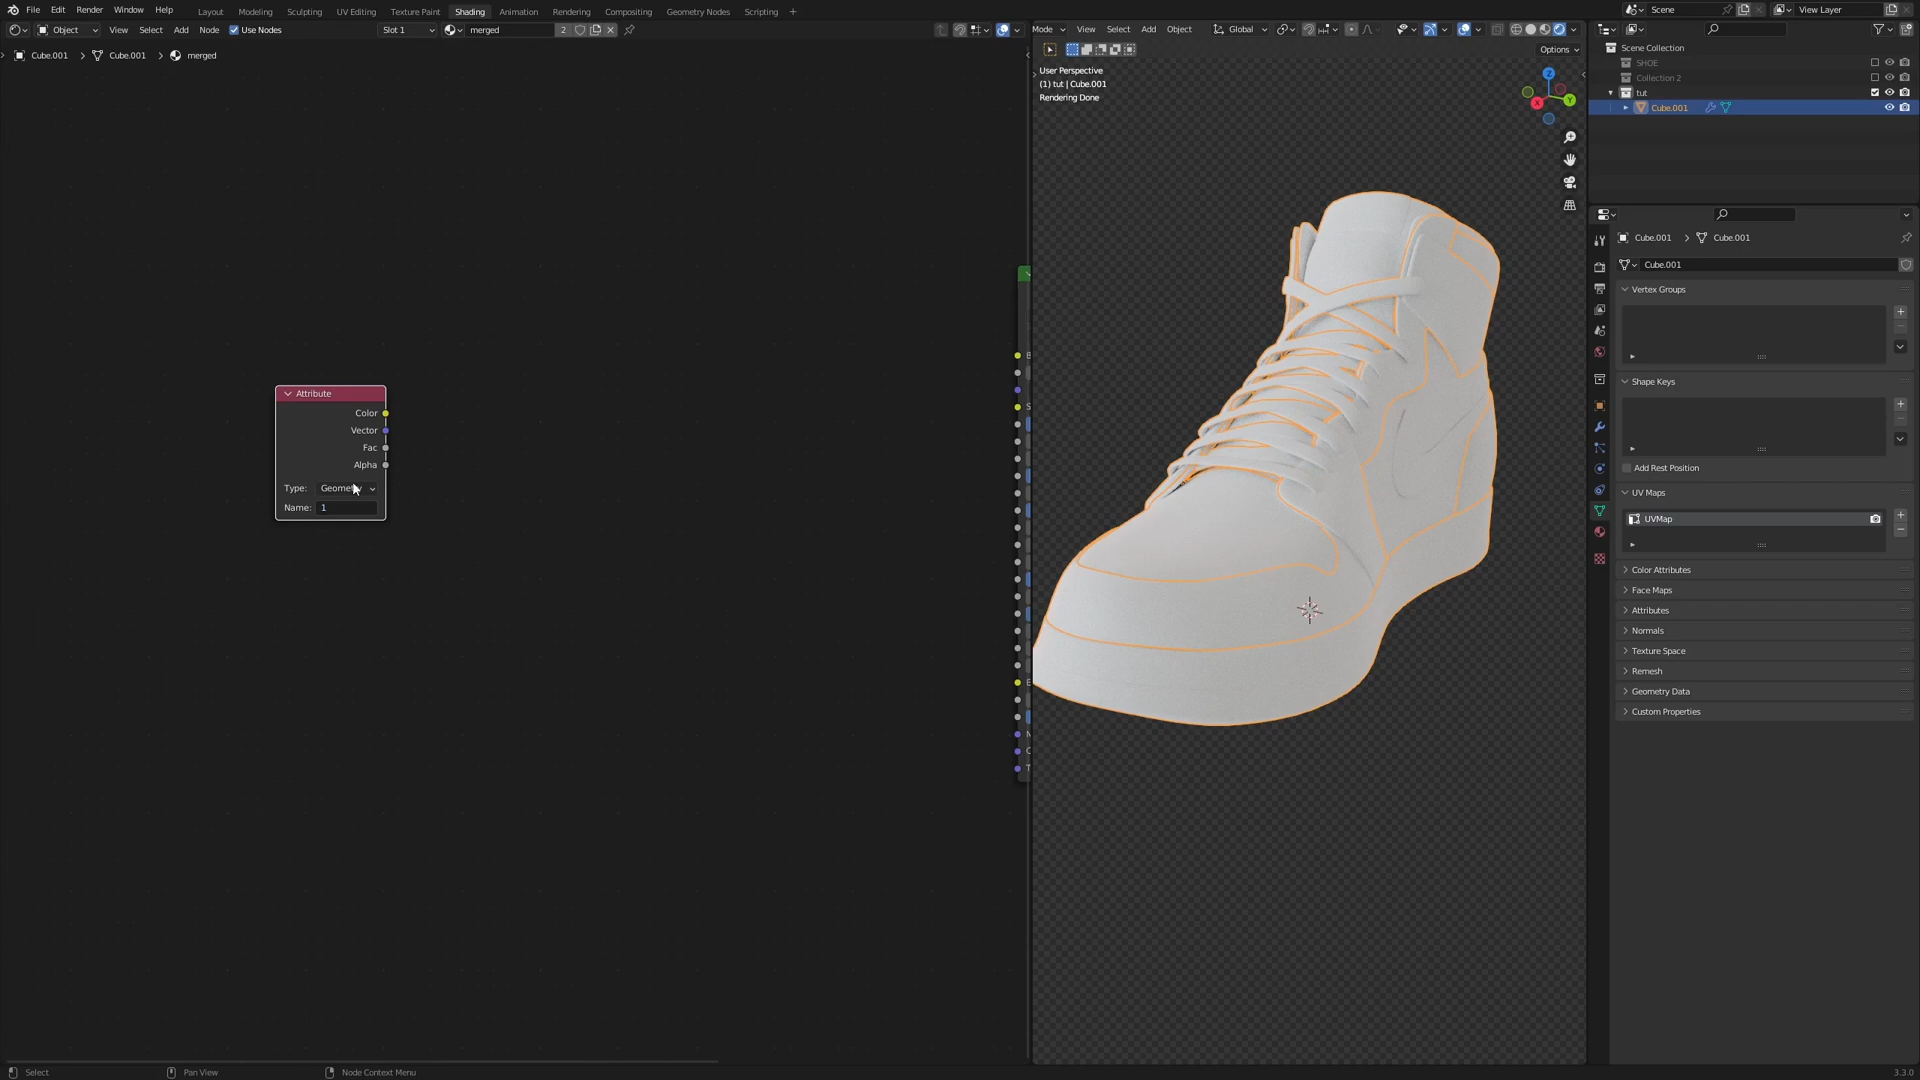 File Edit Render Window Help Layout Modeling Sculpting UV Editing Texture Paint Shading Animation Rendering Compositing Geometry Nodes Scripting + Scene View Layer
Object View Select Add Node Use Nodes Slot 1 merged 2 Mode View Select Add Object Global
Options
Cube.001 > Cube.001 > merged
User Perspective
(1) tut | Cube.001
Rendering Done
Z
Y
X
Scene Collection
SHOE
Collection 2
tut
Cube.001
Cube.001 > Cube.001
Cube.001
Vertex Groups
Shape Keys
Add Rest Position
UV Maps
UVMap
Color Attributes
Face Maps
Attributes
Normals
Texture Space
Remesh
Geometry Data
Custom Properties
Attribute
Color
Vector
Fac
Alpha
Type:
Name: 1
Select Pan View Node Context Menu 3.3.0